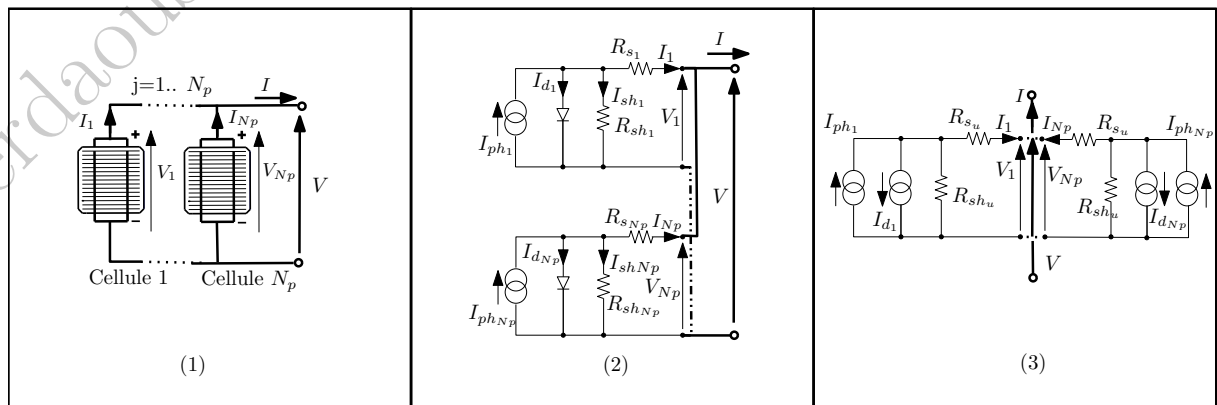 erdaou
j=1.. N_p
I
I_1
I_{Np}
+
+
V_1
V_{Np}
V
−
−
Cellule 1
Cellule N_p
(1)
I
R_{s_1}
I_1
I_{d_1}
I_{sh_1}
R_{sh_1}
I_{ph_1}
V_1
V
R_{s_{Np}}
I_{Np}
I_{d_{Np}}
I_{shNp}
V_{Np}
R_{sh_{Np}}
I_{ph_{Np}}
(2)
I
I_{ph_1}
R_{s_u}
I_1
I_{Np}
R_{s_u}
I_{ph_{Np}}
V_1
V_{Np}
R_{sh_u}
R_{sh_u}
I_{d_1}
I_{d_{Np}}
V
(3)